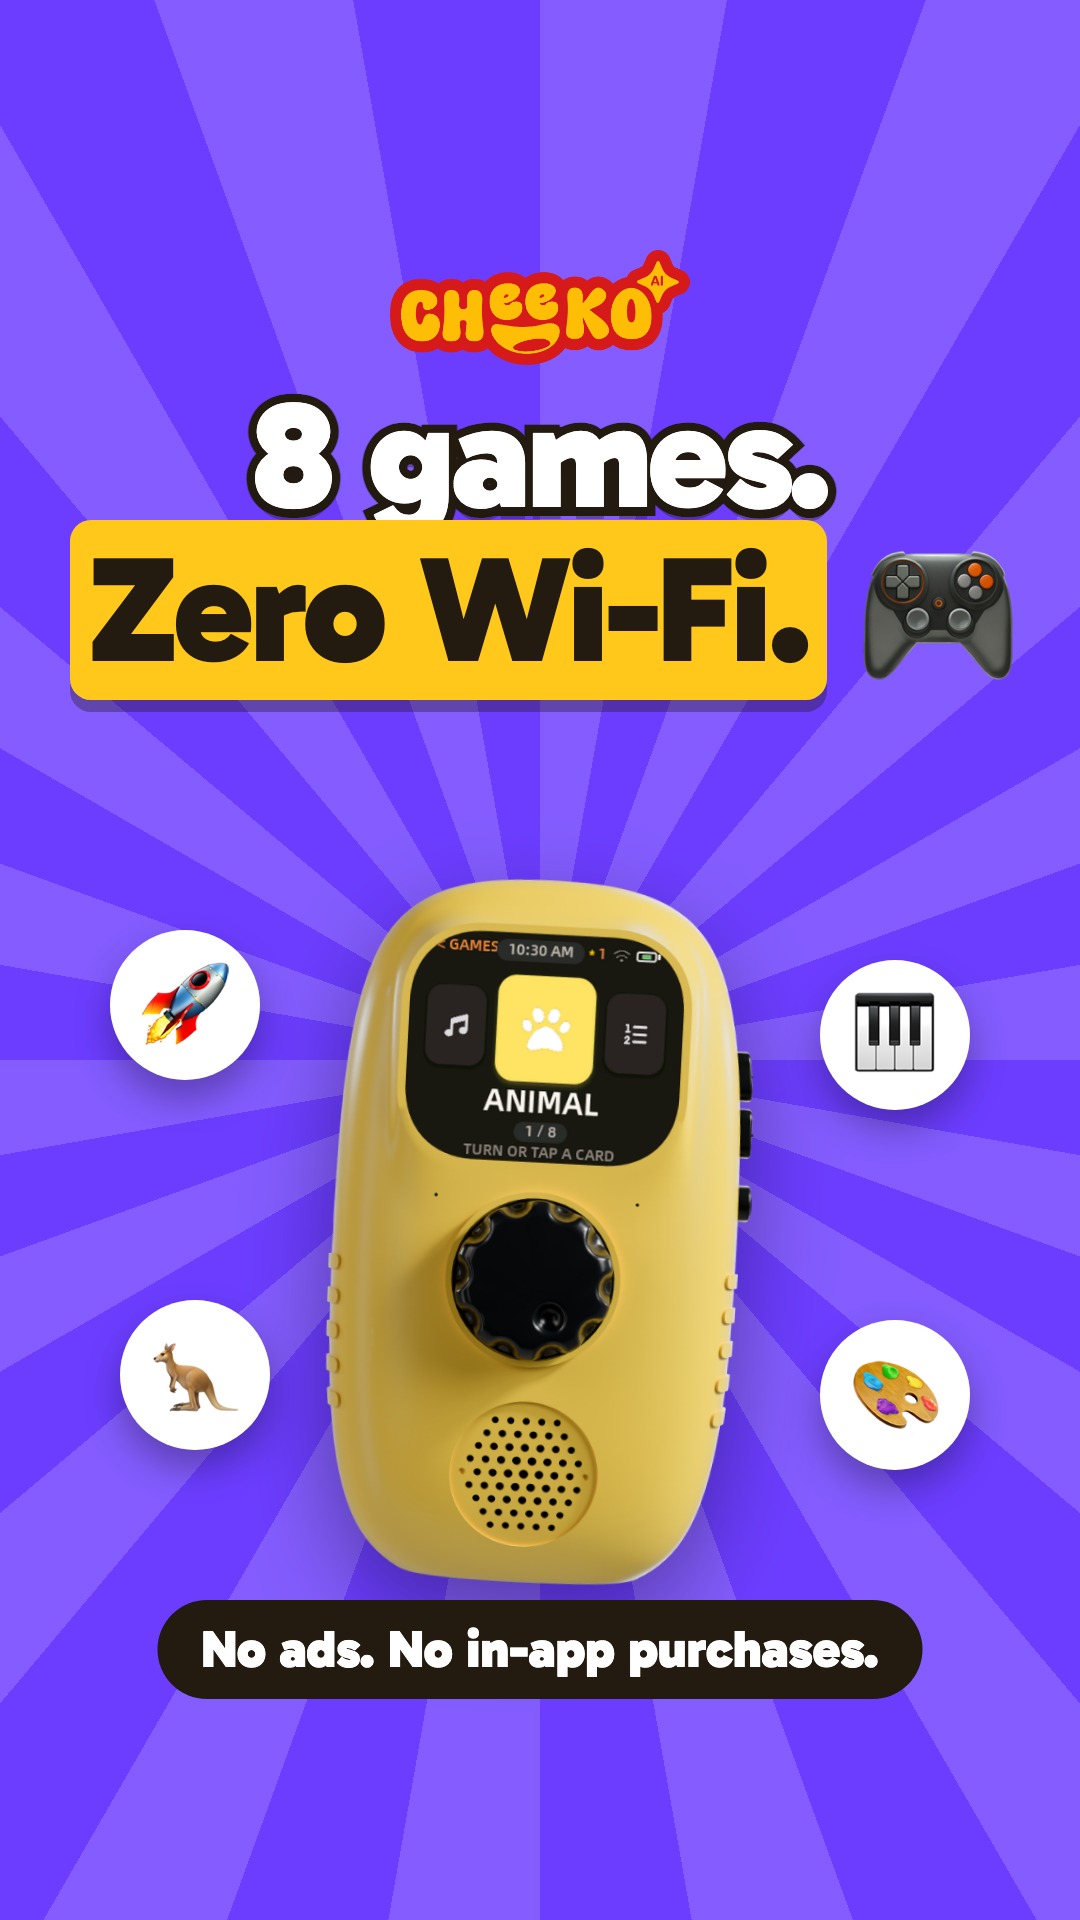 CHEEKO AI
8 games.
Zero Wi-Fi.
< GAMES 10:30 AM ★1
ANIMAL
1 / 8
TURN OR TAP A CARD
No ads. No in-app purchases.